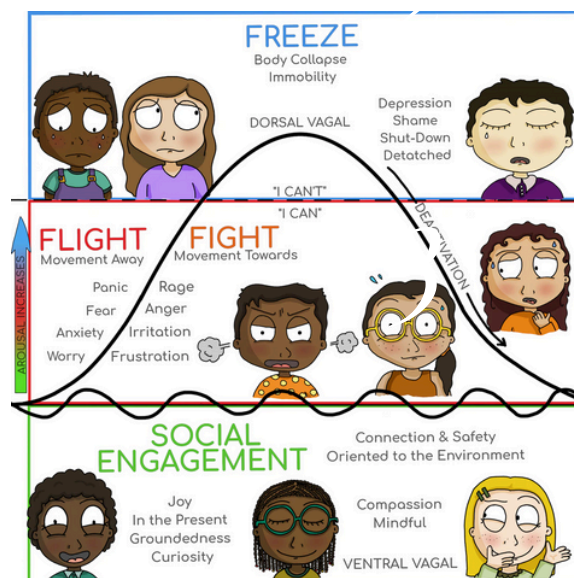 FREEZE
Body Collapse
Immobility
DORSAL VAGAL
Depression
Shame
Shut-Down
Detatched
"I CAN'T"
"I CAN"
FLIGHT
Movement Away
FIGHT
Movement Towards
Panic
Fear
Anxiety
Worry
Rage
Anger
Irritation
Frustration
AROUSAL INCREASES
SOCIAL
ENGAGEMENT
Connection & Safety
Oriented to the Environment
Joy
In the Present
Groundedness
Curiosity
Compassion
Mindful
VENTRAL VAGAL